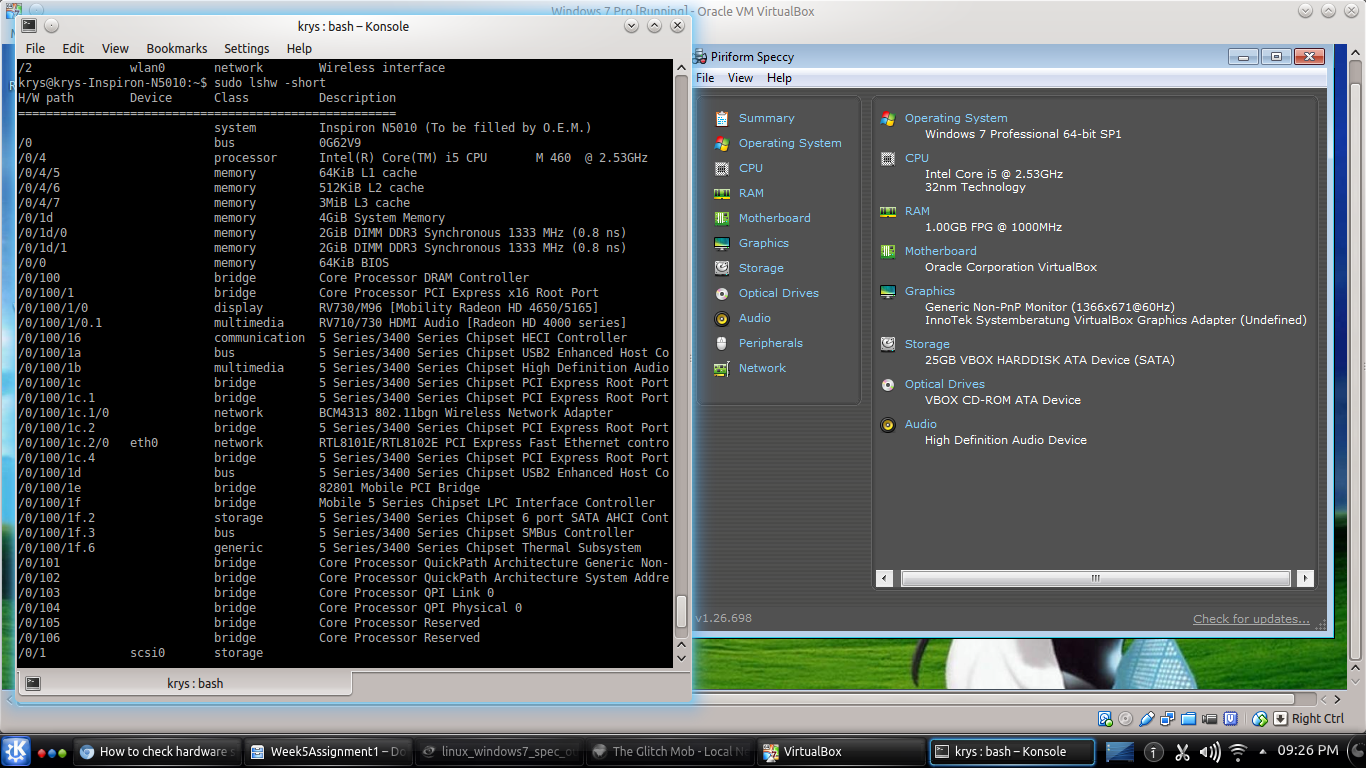 Windows 7 Pro [Running] - Oracle VM VirtualBox
krys : bash – Konsole
File Edit View Bookmarks Settings Help
/2 wlan0 network Wireless interface
krys@krys-Inspiron-N5010:~$ sudo lshw -short
H/W path Device Class Description
====================================================
system Inspiron N5010 (To be filled by O.E.M.)
/0 bus 0G62V9
/0/4 processor Intel(R) Core(TM) i5 CPU M 460 @ 2.53GHz
/0/4/5 memory 64KiB L1 cache
/0/4/6 memory 512KiB L2 cache
/0/4/7 memory 3MiB L3 cache
/0/1d memory 4GiB System Memory
/0/1d/0 memory 2GiB DIMM DDR3 Synchronous 1333 MHz (0.8 ns)
/0/1d/1 memory 2GiB DIMM DDR3 Synchronous 1333 MHz (0.8 ns)
/0/0 memory 64KiB BIOS
/0/100 bridge Core Processor DRAM Controller
/0/100/1 bridge Core Processor PCI Express x16 Root Port
/0/100/1/0 display RV730/M96 [Mobility Radeon HD 4650/5165]
/0/100/1/0.1 multimedia RV710/730 HDMI Audio [Radeon HD 4000 series]
/0/100/16 communication 5 Series/3400 Series Chipset HECI Controller
/0/100/1a bus 5 Series/3400 Series Chipset USB2 Enhanced Host Co
/0/100/1b multimedia 5 Series/3400 Series Chipset High Definition Audio
/0/100/1c bridge 5 Series/3400 Series Chipset PCI Express Root Port
/0/100/1c.1 bridge 5 Series/3400 Series Chipset PCI Express Root Port
/0/100/1c.1/0 network BCM4313 802.11bgn Wireless Network Adapter
/0/100/1c.2 bridge 5 Series/3400 Series Chipset PCI Express Root Port
/0/100/1c.2/0 eth0 network RTL8101E/RTL8102E PCI Express Fast Ethernet contro
/0/100/1c.4 bridge 5 Series/3400 Series Chipset PCI Express Root Port
/0/100/1d bus 5 Series/3400 Series Chipset USB2 Enhanced Host Co
/0/100/1e bridge 82801 Mobile PCI Bridge
/0/100/1f bridge Mobile 5 Series Chipset LPC Interface Controller
/0/100/1f.2 storage 5 Series/3400 Series Chipset 6 port SATA AHCI Cont
/0/100/1f.3 bus 5 Series/3400 Series Chipset SMBus Controller
/0/100/1f.6 generic 5 Series/3400 Series Chipset Thermal Subsystem
/0/101 bridge Core Processor QuickPath Architecture Generic Non-
/0/102 bridge Core Processor QuickPath Architecture System Addre
/0/103 bridge Core Processor QPI Link 0
/0/104 bridge Core Processor QPI Physical 0
/0/105 bridge Core Processor Reserved
/0/106 bridge Core Processor Reserved
/0/1 scsi0 storage
krys : bash
Piriform Speccy
File View Help
Summary
Operating System
CPU
RAM
Motherboard
Graphics
Storage
Optical Drives
Audio
Peripherals
Network
Operating System
Windows 7 Professional 64-bit SP1
CPU
Intel Core i5 @ 2.53GHz
32nm Technology
RAM
1.00GB FPG @ 1000MHz
Motherboard
Oracle Corporation VirtualBox
Graphics
Generic Non-PnP Monitor (1366x671@60Hz)
InnoTek Systemberatung VirtualBox Graphics Adapter (Undefined)
Storage
25GB VBOX HARDDISK ATA Device (SATA)
Optical Drives
VBOX CD-ROM ATA Device
Audio
High Definition Audio Device
v1.26.698 Check for updates...
Right Ctrl
How to check hardware
Week5Assignment1 – Do
linux_windows7_spec_o
The Glitch Mob - Local N
VirtualBox
krys : bash – Konsole
09:26 PM